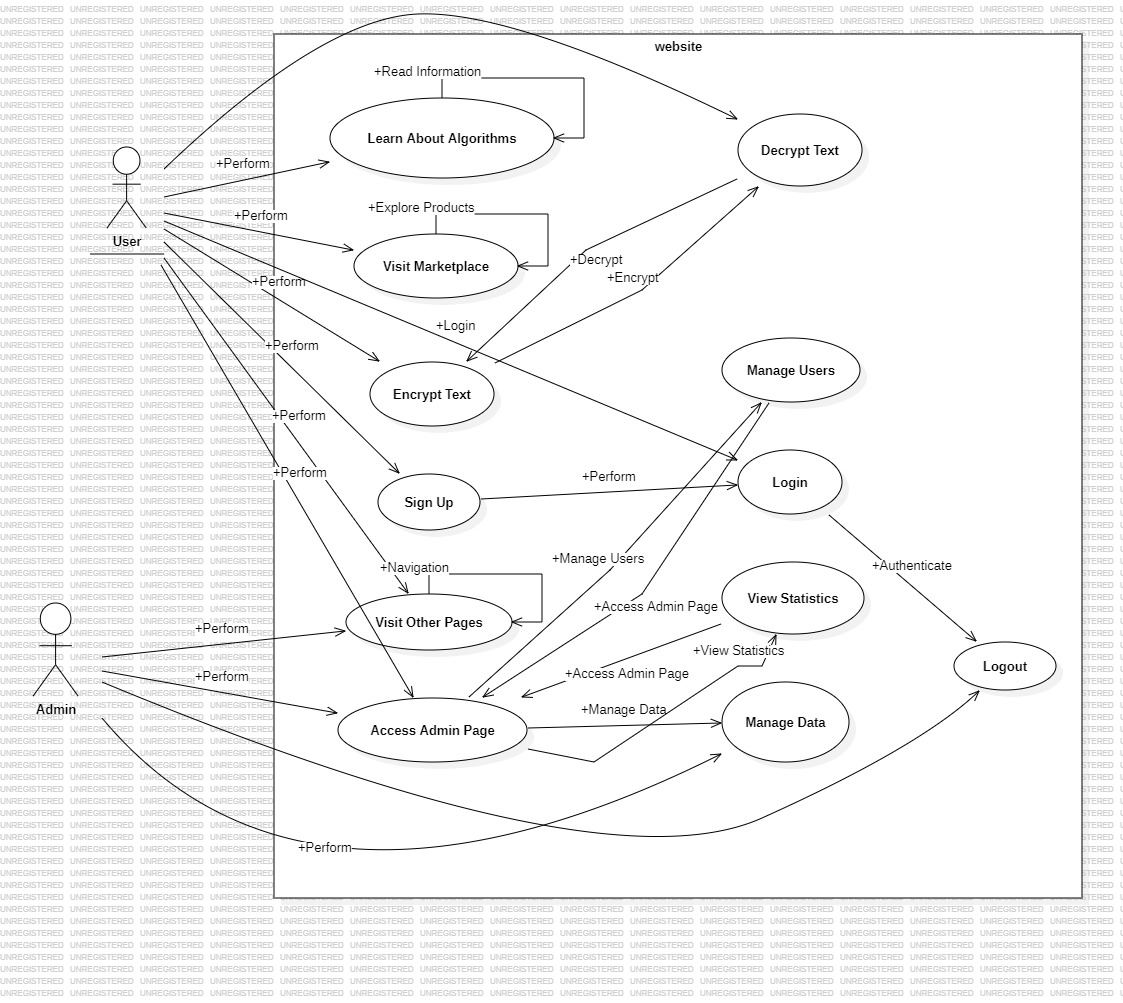 website
+Read Information
Learn About Algorithms
Decrypt Text
+Perform
+Explore Products
+Perform
User
Visit Marketplace
+Decrypt
+Encrypt
+Perform
+Login
+Perform
Manage Users
Encrypt Text
+Perform
+Perform
+Perform
Login
Sign Up
+Manage Users
+Navigation
+Authenticate
View Statistics
+Access Admin Page
Visit Other Pages
+Perform
+View Statistics
Logout
+Perform
+Access Admin Page
Admin
+Manage Data
Manage Data
Access Admin Page
+Perform
UNREGISTERED